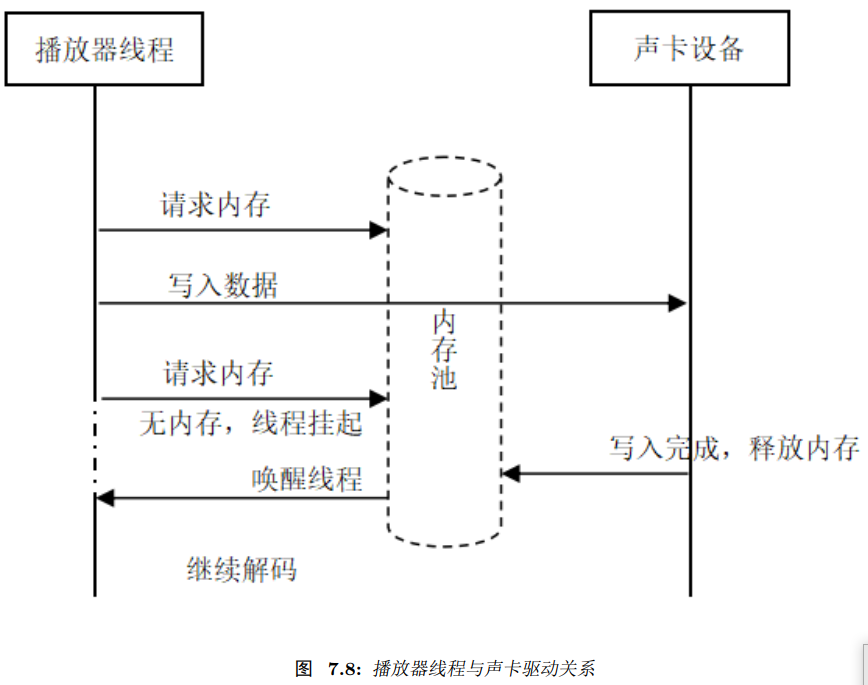 播放器线程
声卡设备
请求内存
写入数据
内存池
请求内存
无内存，线程挂起
写入完成，释放内存
唤醒线程
继续解码
图 7.8: 播放器线程与声卡驱动关系